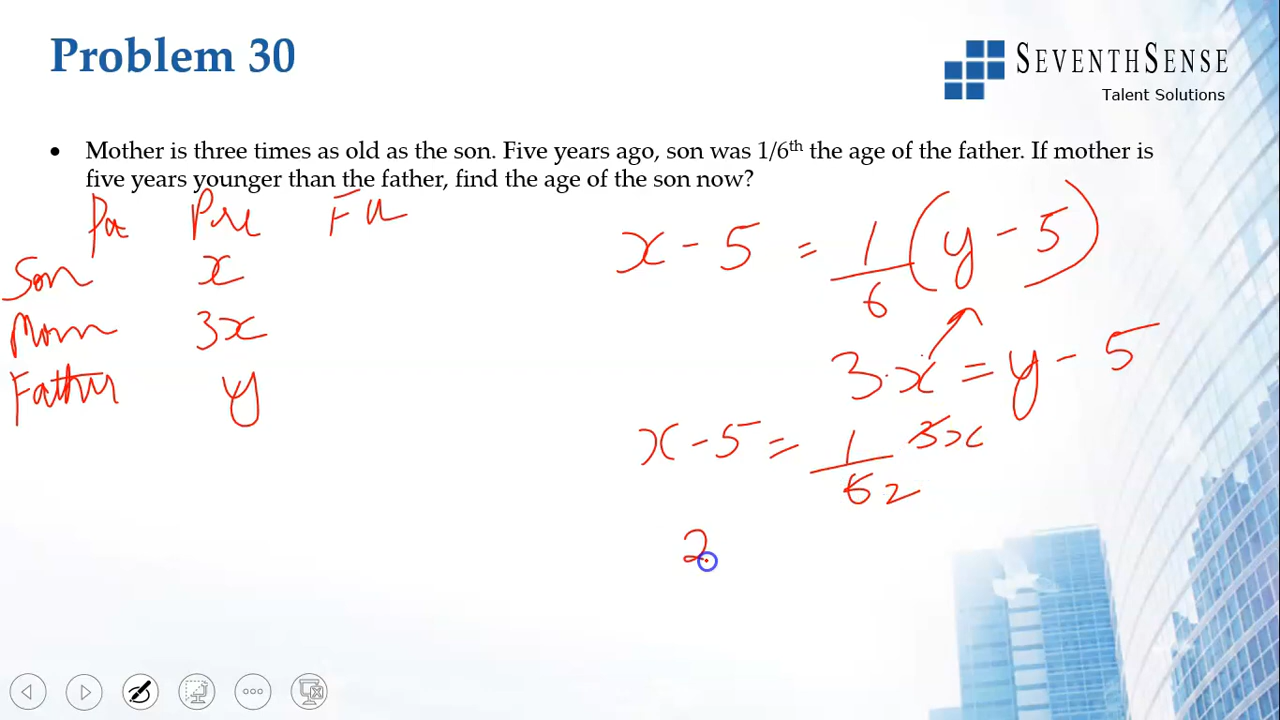 Problem 30
SEVENTHSENSE
Talent Solutions
• Mother is three times as old as the son. Five years ago, son was 1/6th the age of the father. If mother is
five years younger than the father, find the age of the son now?
Pa Pre Fu
Son x
Mom 3x
Father y
x - 5 = 1/6 (y - 5)
3·x = y - 5
x - 5 = 1/6 2 3x
2